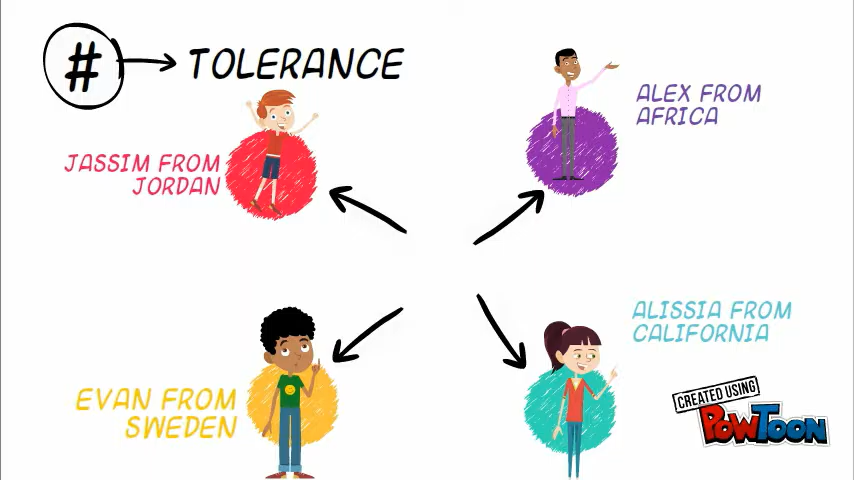 # TOLERANCE
JASSIM FROM
JORDAN
ALEX FROM
AFRICA
EVAN FROM
SWEDEN
ALISSIA FROM
CALIFORNIA
CREATED USING
POWTOON